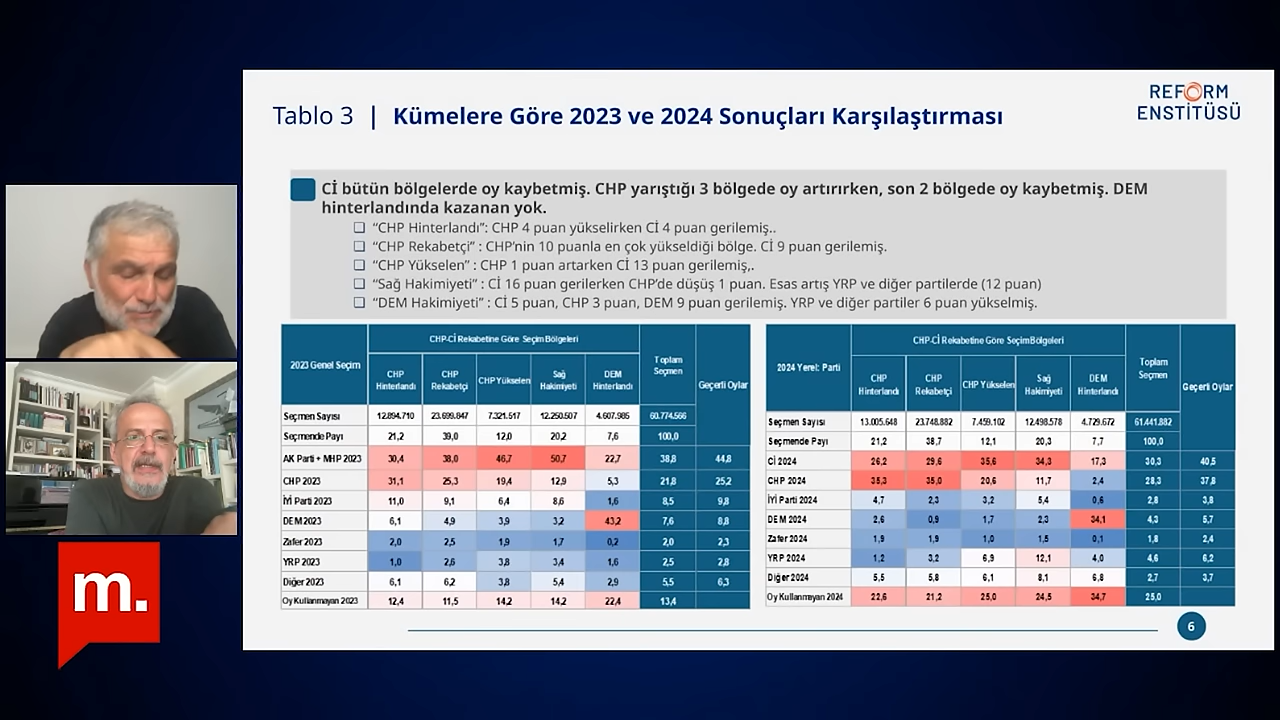 REFORM
ENSTİTÜSÜ
Tablo 3 | Kümelere Göre 2023 ve 2024 Sonuçları Karşılaştırması
Cİ bütün bölgelerde oy kaybetmiş. CHP yarıştığı 3 bölgede oy artırırken, son 2 bölgede oy kaybetmiş. DEM
hinterlandında kazanan yok.
"CHP Hinterlandı": CHP 4 puan yükselirken Cİ 4 puan gerilemiş..
"CHP Rekabetçi" : CHP'nin 10 puanla en çok yükseldiği bölge. Cİ 9 puan gerilemiş.
"CHP Yükselen" : CHP 1 puan artarken Cİ 13 puan gerilemiş,.
"Sağ Hakimiyeti" : Cİ 16 puan gerilerken CHP'de düşüş 1 puan. Esas artış YRP ve diğer partilerde (12 puan)
"DEM Hakimiyeti" : Cİ 5 puan, CHP 3 puan, DEM 9 puan gerilemiş. YRP ve diğer partiler 6 puan yükselmiş.
2023 Genel Seçim CHP-Cİ Rekabetine Göre Seçim Bölgeleri Toplam Seçmen Geçerli Oylar
CHP Hinterlandı CHP Rekabetçi CHP Yükselen Sağ Hakimiyeti DEM Hinterlandı
Seçmen Sayısı 12.894.710 23.699.847 7.321.517 12.250.507 4.607.985 60.774.566
Seçmende Payı 21,2 39,0 12,0 20,2 7,6 100,0
AK Parti + MHP 2023 30,4 38,0 46,7 50,7 22,7 38,8 44,8
CHP 2023 31,1 25,3 19,4 12,9 5,3 21,8 25,2
İYİ Parti 2023 11,0 9,1 6,4 8,6 1,6 8,5 9,8
DEM 2023 6,1 4,9 3,9 3,2 43,2 7,6 8,8
Zafer 2023 2,0 2,5 1,9 1,7 0,2 2,0 2,3
YRP 2023 1,0 2,6 3,8 3,4 1,6 2,5 2,8
Diğer 2023 6,1 6,2 3,8 5,4 2,9 5,5 6,3
Oy Kullanmayan 2023 12,4 11,5 14,2 14,2 22,4 13,4
2024 Yerel: Parti CHP-Cİ Rekabetine Göre Seçim Bölgeleri Toplam Seçmen Geçerli Oylar
CHP Hinterlandı CHP Rekabetçi CHP Yükselen Sağ Hakimiyeti DEM Hinterlandı
Seçmen Sayısı 13.005.648 23.748.882 7.459.102 12.498.578 4.729.672 61.441.882
Seçmende Payı 21,2 38,7 12,1 20,3 7,7 100,0
Cİ 2024 26,2 29,6 35,6 34,3 17,3 30,3 40,5
CHP 2024 35,3 35,0 20,6 11,7 2,4 28,3 37,8
İYİ Parti 2024 4,7 2,3 3,2 5,4 0,6 2,8 3,8
DEM 2024 2,6 0,9 1,7 2,3 34,1 4,3 5,7
Zafer 2024 1,9 1,9 1,0 1,5 0,1 1,8 2,4
YRP 2024 1,2 3,2 6,9 12,1 4,0 4,6 6,2
Diğer 2024 5,5 5,8 6,1 8,1 6,8 2,7 3,7
Oy Kullanmayan 2024 22,6 21,2 25,0 24,5 34,7 25,0
6
m.